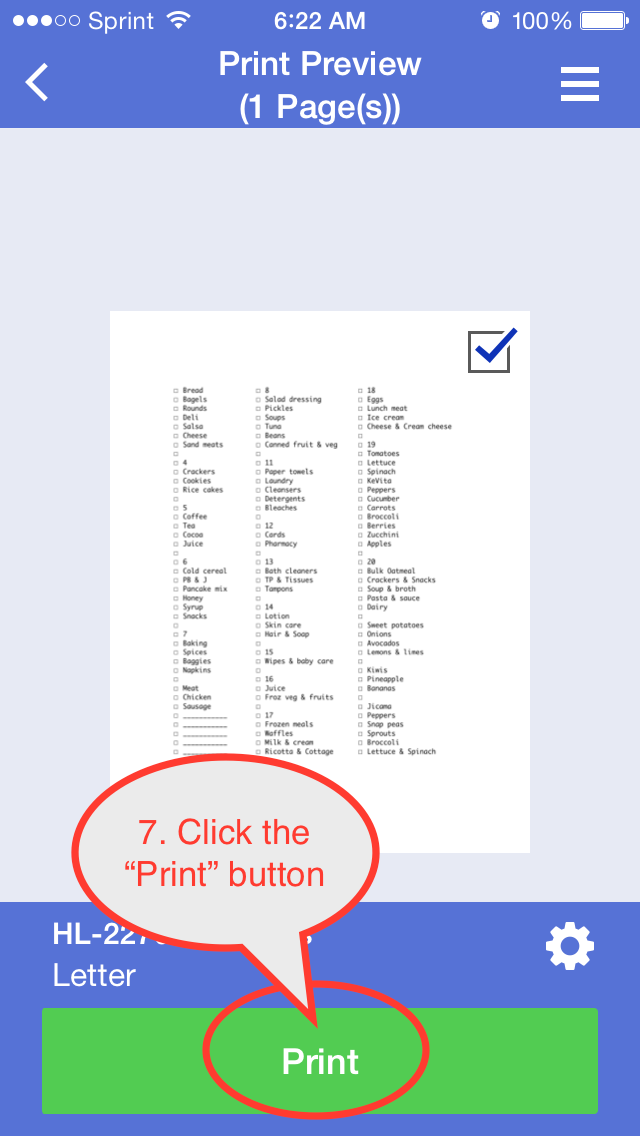 Sprint 6:22 AM 100%
Print Preview
(1 Page(s))
Bread
Bagels
Rounds
Deli
Salsa
Cheese
Sand meats
4
Crackers
Cookies
Rice cakes
5
Coffee
Tea
Cocoa
Juice
6
Cold cereal
PB & J
Pancake mix
Honey
Syrup
Snacks
7
Baking
Spices
Baggies
Napkins
Meat
Chicken
Sausage
8
Salad dressing
Pickles
Soups
Tuna
Beans
Canned fruit & veg
11
Paper towels
Laundry
Cleansers
Detergents
Bleaches
12
Cards
Pharmacy
13
Bath cleaners
TP & Tissues
Tampons
14
Lotion
Skin care
Hair & Soap
15
Wipes & baby care
16
Juice
Froz veg & fruits
17
Frozen meals
Waffles
Milk & cream
Ricotta & Cottage
18
Eggs
Lunch meat
Ice cream
Cheese & Cream cheese
19
Tomatoes
Lettuce
Spinach
KeVita
Peppers
Cucumber
Carrots
Broccoli
Berries
Zucchini
Apples
20
Bulk Oatmeal
Crackers & Snacks
Soup & broth
Pasta & sauce
Dairy
Sweet potatoes
Onions
Avocados
Lemons & limes
Kiwis
Pineapple
Bananas
Jicama
Peppers
Snap peas
Sprouts
Broccoli
Lettuce & Spinach
7. Click the
“Print” button
HL-227
Letter
Print